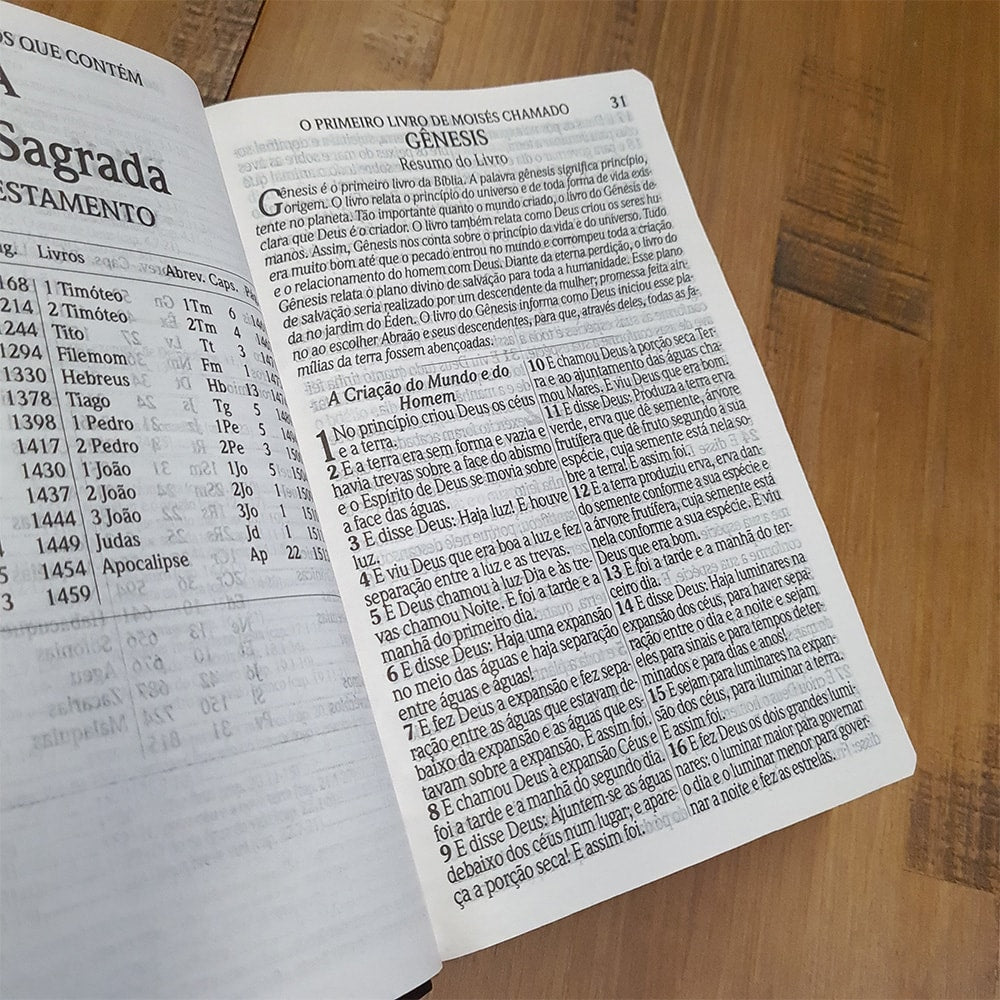 OS QUE CONTÉM
A
Sagrada
ESTAMENTO
Livros Abrev. Caps.
168 1 Timóteo 1Tm 6
214 2 Timóteo 2Tm 4
1244 Tito Tt 3
1294 Filemom Fm 1
1330 Hebreus Hb 13
1378 Tiago Tg 5
1398 1 Pedro 1Pe 5
1417 2 Pedro 2Pe 3
1430 1 João 1Jo 5
1437 2 João 2Jo 1
1444 3 João 3Jo 1
1449 Judas Jd 1
1454 Apocalipse Ap 22
1459
31
O PRIMEIRO LIVRO DE MOISÉS CHAMADO
GÊNESIS
Resumo do Livro
Gênesis é o primeiro livro da Bíblia. A palavra gênesis significa princípio,
origem. O livro relata o princípio do universo e de toda forma de vida exis-
tente no planeta. Tão importante quanto o mundo criado, o livro do Gênesis de-
clara que Deus é o criador. O livro também relata como Deus criou os seres hu-
manos. Assim, Gênesis nos conta sobre o princípio da vida e do universo. Tudo
era muito bom até que o pecado entrou no mundo e corrompeu toda a criação,
e o relacionamento do homem com Deus. Diante da eterna perdição, o livro do
Gênesis relata o plano divino de salvação para toda a humanidade. Esse plano
de salvação seria realizado por um descendente da mulher, promessa feita ain-
da no jardim do Éden. O livro do Gênesis informa como Deus iniciou esse pla-
no ao escolher Abraão e seus descendentes, para que, através deles, todas as fa-
mílias da terra fossem abençoadas.
A Criação do Mundo e do
Homem
1 No princípio criou Deus os céus
e a terra.
2 E a terra era sem forma e vazia e
havia trevas sobre a face do abismo
e o Espírito de Deus se movia sobre
a face das águas.
3 E disse Deus: Haja luz! E houve
luz.
4 E viu Deus que era boa a luz e fez
separação entre a luz e as trevas.
5 E Deus chamou à luz Dia e às tre-
vas chamou Noite. E foi a tarde e a
manhã do primeiro dia.
6 E disse Deus: Haja uma expansão
no meio das águas e haja separação
entre águas e águas!
7 E fez Deus a expansão e fez sepa-
ração entre as águas que estavam de-
baixo da expansão e as águas que es-
tavam sobre a expansão. E assim foi.
8 E chamou Deus à expansão Céus e
foi a tarde e a manhã do segundo dia.
9 E disse Deus: Ajuntem-se as águas
debaixo dos céus num lugar; e apare-
ça a porção seca! E assim foi.
10 E chamou Deus à porção seca Ter-
ra e ao ajuntamento das águas cha-
mou Mares. E viu Deus que era bom.
11 E disse Deus: Produza a terra erva
verde, erva que dê semente, árvore
frutífera que dê fruto segundo a sua
espécie, cuja semente está nela so-
bre a terra! E assim foi.
12 E a terra produziu erva, erva dan-
do semente conforme a sua espécie e
a árvore frutífera, cuja semente está
nela conforme a sua espécie. E viu
Deus que era bom.
13 E foi a tarde e a manhã do ter-
ceiro dia.
14 E disse Deus: Haja luminares na
expansão dos céus, para haver sepa-
ração entre o dia e a noite e sejam
eles para sinais e para tempos deter-
minados e para dias e anos!
15 E sejam para luminares na expan-
são dos céus, para iluminar a terra.
E assim foi.
16 E fez Deus os dois grandes lumi-
nares: o luminar maior para governar
o dia e o luminar menor para gover-
nar a noite e fez as estrelas.